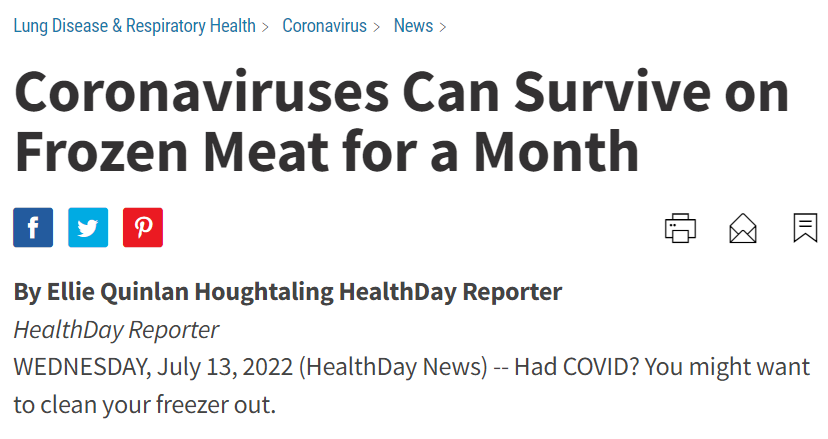 Lung Disease & Respiratory Health > Coronavirus > News >
Coronaviruses Can Survive on
Frozen Meat for a Month
By Ellie Quinlan Houghtaling HealthDay Reporter
HealthDay Reporter
WEDNESDAY, July 13, 2022 (HealthDay News) -- Had COVID? You might want
to clean your freezer out.